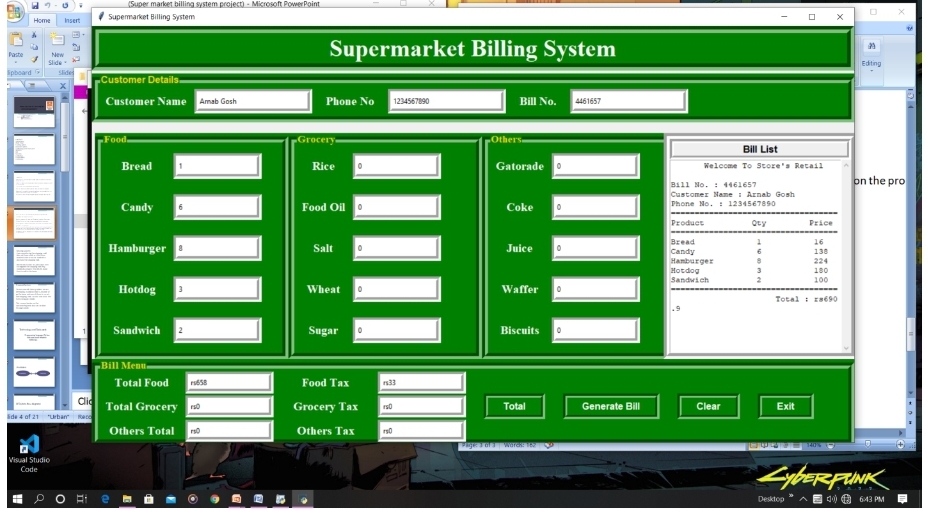 (Super market billing system project) - Microsoft PowerPoint
Home Insert
Supermarket Billing System
Paste
New
Slide
Editing
Supermarket Billing System
Customer Details
Customer Name Arnab Gosh Phone No 1234567890 Bill No. 4461657
Food Grocery Others
Bill List
Bread 1 Rice 0 Gatorade 0
Candy 6 Food Oil 0 Coke 0
Hamburger 8 Salt 0 Juice 0
Hotdog 3 Wheat 0 Waffer 0
Sandwich 2 Sugar 0 Biscuits 0
Welcome To Store's Retail
Bill No. : 4461657
Customer Name : Arnab Gosh
Phone No. : 1234567890
Product Qty Price
Bread 1 16
Candy 6 138
Hamburger 8 224
Hotdog 3 180
Sandwich 2 100
Total : rs690
.9
on the pro
Bill Menu
Total Food rs658 Food Tax rs33
Total Grocery rs0 Grocery Tax rs0
Others Total rs0 Others Tax rs0
Total Generate Bill Clear Exit
Clic
lide 4 of 21 "Urban" Reco
Page: 3 of 3 Words: 162
140%
Visual Studio
Code
Cyberpunk
Desktop 6:43 PM